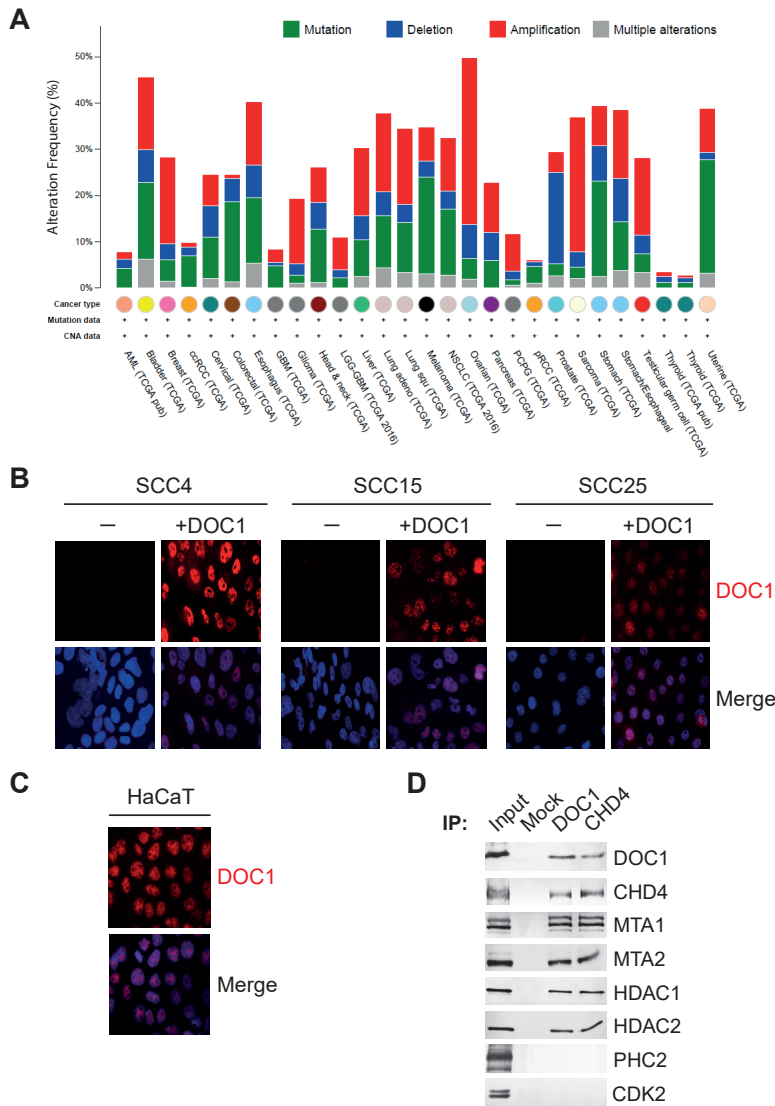 A
Mutation Deletion Amplification Multiple alterations
Alteration Frequency (%)
50%
40%
30%
20%
10%
0%
Cancer type
Mutation data + + + + + + + + + + + + + + + + + + + + + + + + + + + +
CNA data + + + + + + + + + + + + + + + + + + + + + + + + + + + +
AML (TCGA pub)
Bladder (TCGA)
Breast (TCGA)
ccRCC (TCGA)
Cervical (TCGA)
Colorectal (TCGA)
Esophagus (TCGA)
GBM (TCGA)
Glioma (TCGA)
Head & neck (TCGA)
LGG-GBM (TCGA 2016)
Liver (TCGA)
Lung adeno (TCGA)
Lung squ (TCGA)
Melanoma (TCGA)
NSCLC (TCGA 2016)
Ovarian (TCGA)
Pancreas (TCGA)
PCPG (TCGA)
pRCC (TCGA)
Prostate (TCGA)
Sarcoma (TCGA)
Stomach (TCGA)
Stomach/Esophageal
Testicular germ cell (TCGA)
Thyroid (TCGA pub)
Thyroid (TCGA)
Uterine (TCGA)
B
SCC4 SCC15 SCC25
– +DOC1 – +DOC1 – +DOC1
DOC1
Merge
C
HaCaT
DOC1
Merge
D
IP: Input Mock DOC1 CHD4
DOC1
CHD4
MTA1
MTA2
HDAC1
HDAC2
PHC2
CDK2